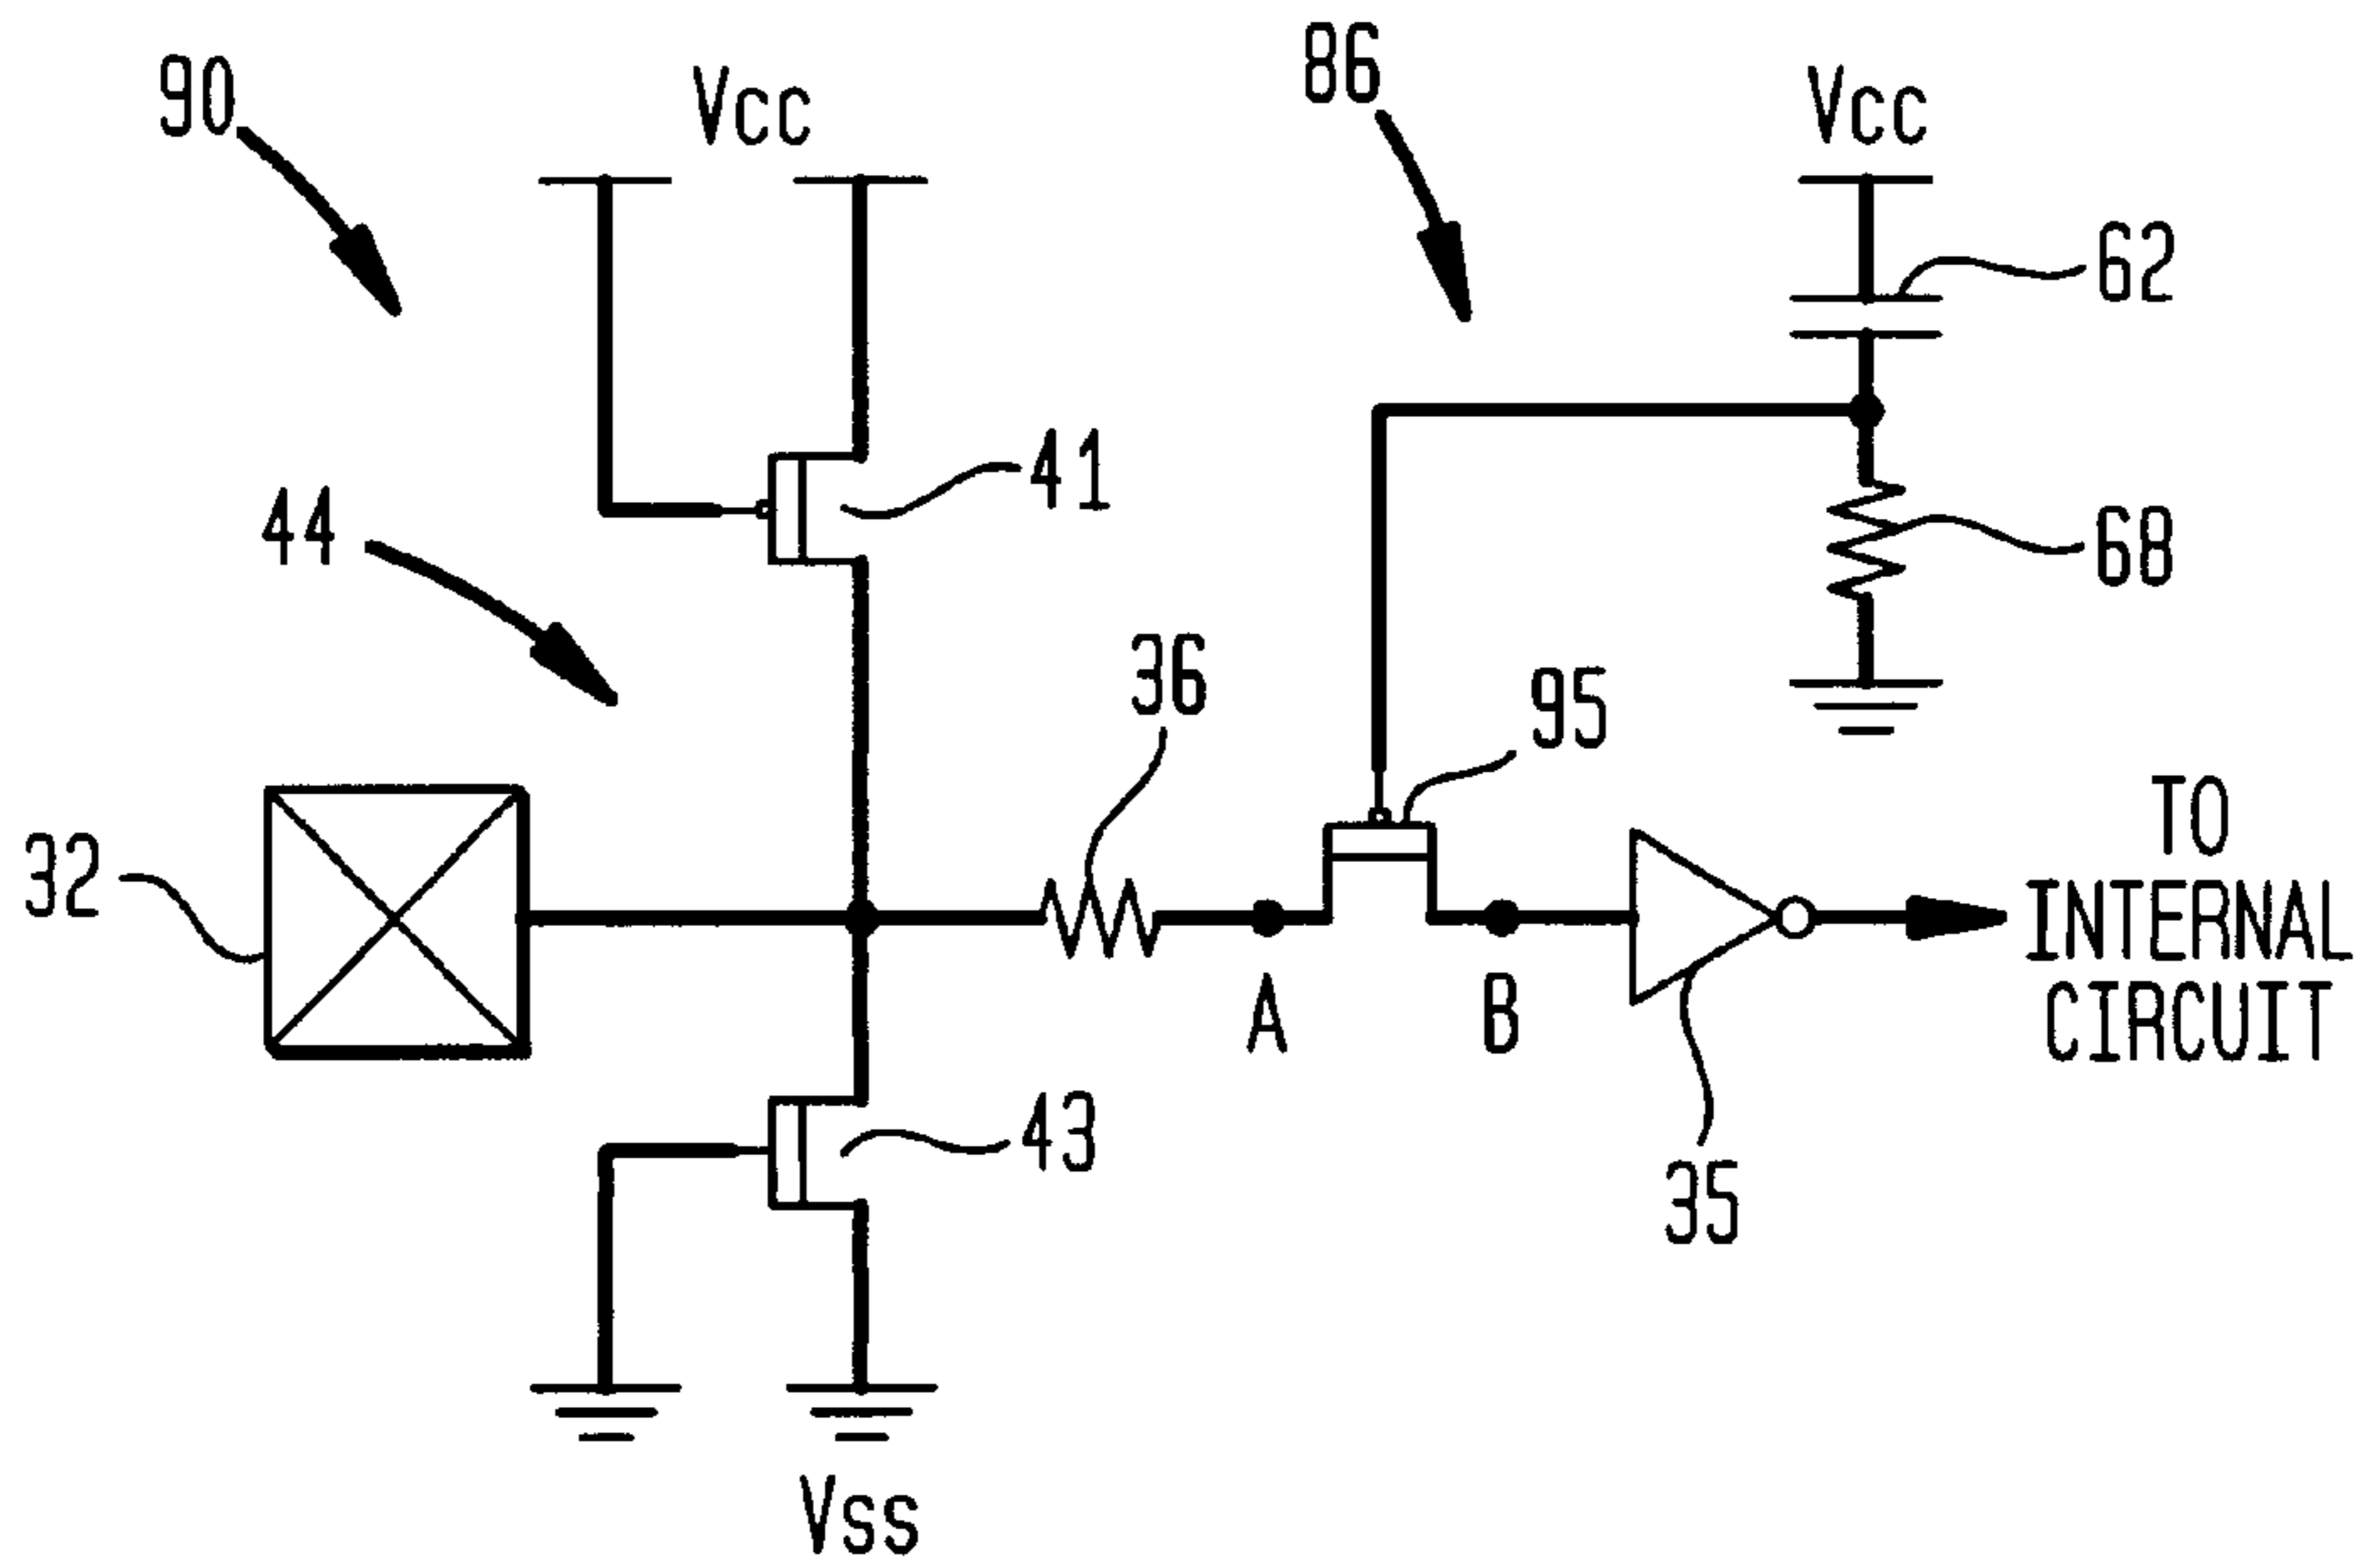 90
Vcc
86
Vcc
62
41
44
68
36
95
32
TO
INTERNAL
CIRCUIT
A
B
43
35
Vss